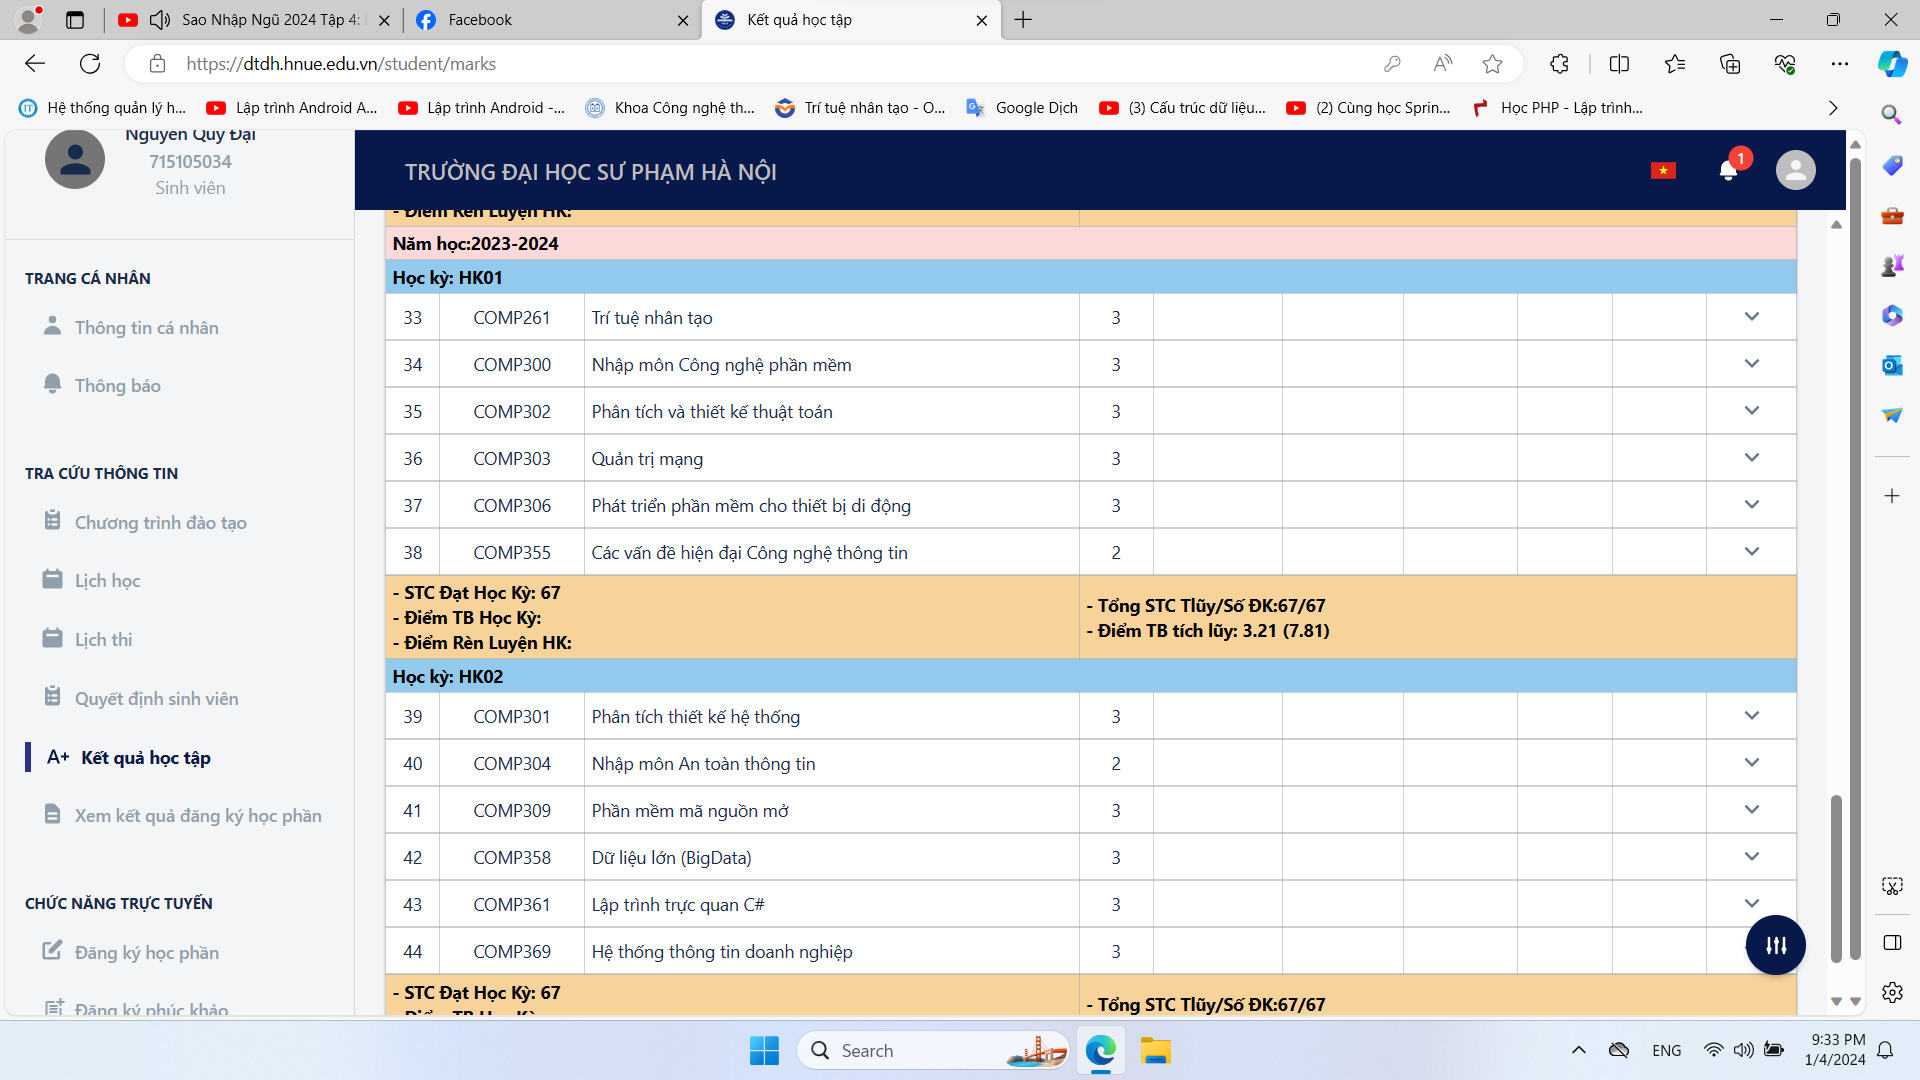 Sao Nhập Ngũ 2024 Tập 4:
Facebook
Kết quả học tập
https://dtdh.hnue.edu.vn/student/marks
Hệ thống quản lý h...
Lập trình Android A...
Lập trình Android -...
Khoa Công nghệ th...
Trí tuệ nhân tạo - O...
Google Dịch
(3) Cấu trúc dữ liệu...
(2) Cùng học Sprin...
Học PHP - Lập trình...
Nguyễn Quý Đại
715105034
Sinh viên
TRƯỜNG ĐẠI HỌC SƯ PHẠM HÀ NỘI
1
TRANG CÁ NHÂN
Thông tin cá nhân
Thông báo
TRA CỨU THÔNG TIN
Chương trình đào tạo
Lịch học
Lịch thi
Quyết định sinh viên
A+ Kết quả học tập
Xem kết quả đăng ký học phần
CHỨC NĂNG TRỰC TUYẾN
Đăng ký học phần
Đăng ký phúc khảo
- Điểm Rèn Luyện HK:
Năm học:2023-2024
Học kỳ: HK01
33 COMP261 Trí tuệ nhân tạo 3
34 COMP300 Nhập môn Công nghệ phần mềm 3
35 COMP302 Phân tích và thiết kế thuật toán 3
36 COMP303 Quản trị mạng 3
37 COMP306 Phát triển phần mềm cho thiết bị di động 3
38 COMP355 Các vấn đề hiện đại Công nghệ thông tin 2
- STC Đạt Học Kỳ: 67
- Điểm TB Học Kỳ:
- Điểm Rèn Luyện HK:
- Tổng STC Tlũy/Số ĐK:67/67
- Điểm TB tích lũy: 3.21 (7.81)
Học kỳ: HK02
39 COMP301 Phân tích thiết kế hệ thống 3
40 COMP304 Nhập môn An toàn thông tin 2
41 COMP309 Phần mềm mã nguồn mở 3
42 COMP358 Dữ liệu lớn (BigData) 3
43 COMP361 Lập trình trực quan C# 3
44 COMP369 Hệ thống thông tin doanh nghiệp 3
- STC Đạt Học Kỳ: 67
- Điểm TB Học Kỳ:
- Tổng STC Tlũy/Số ĐK:67/67
Search
ENG
9:33 PM
1/4/2024